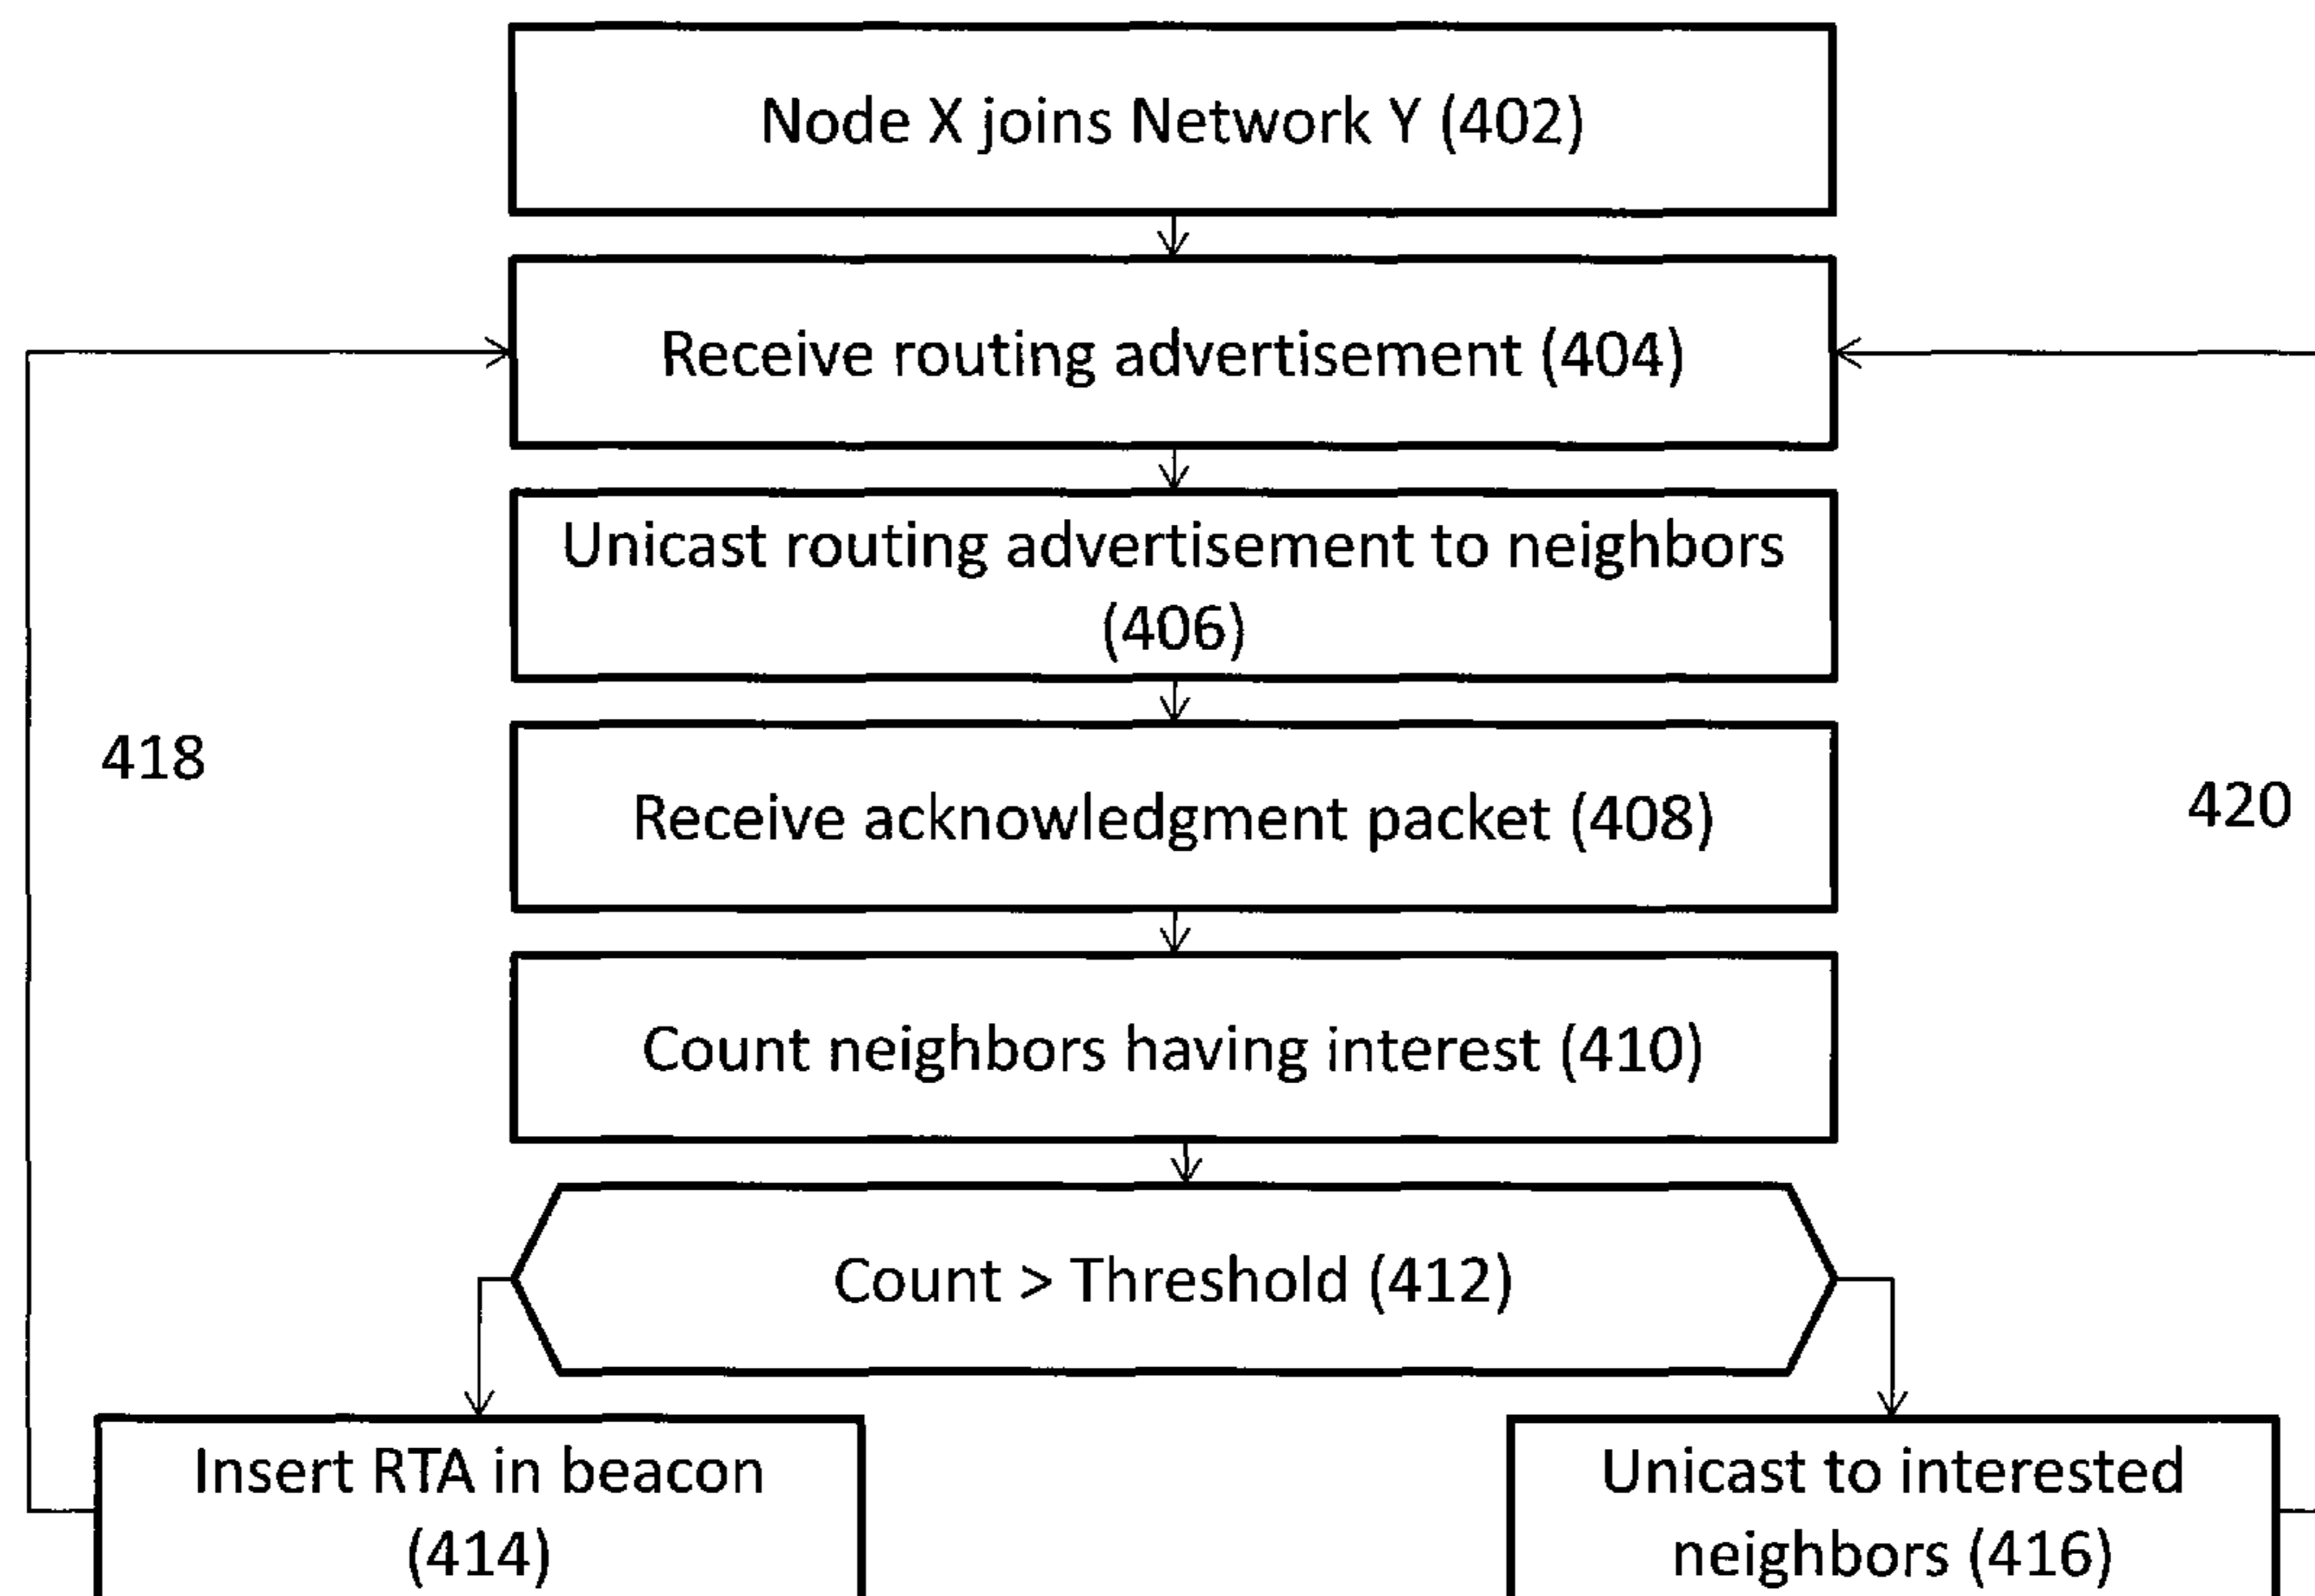 Node X joins Network Y (402)
Receive routing advertisement (404)
Unicast routing advertisement to neighbors
(406)
418
Receive acknowledgment packet (408)
420
Count neighbors having interest (410)
Count > Threshold (412)
Insert RTA in beacon
(414)
Unicast to interested
neighbors (416)